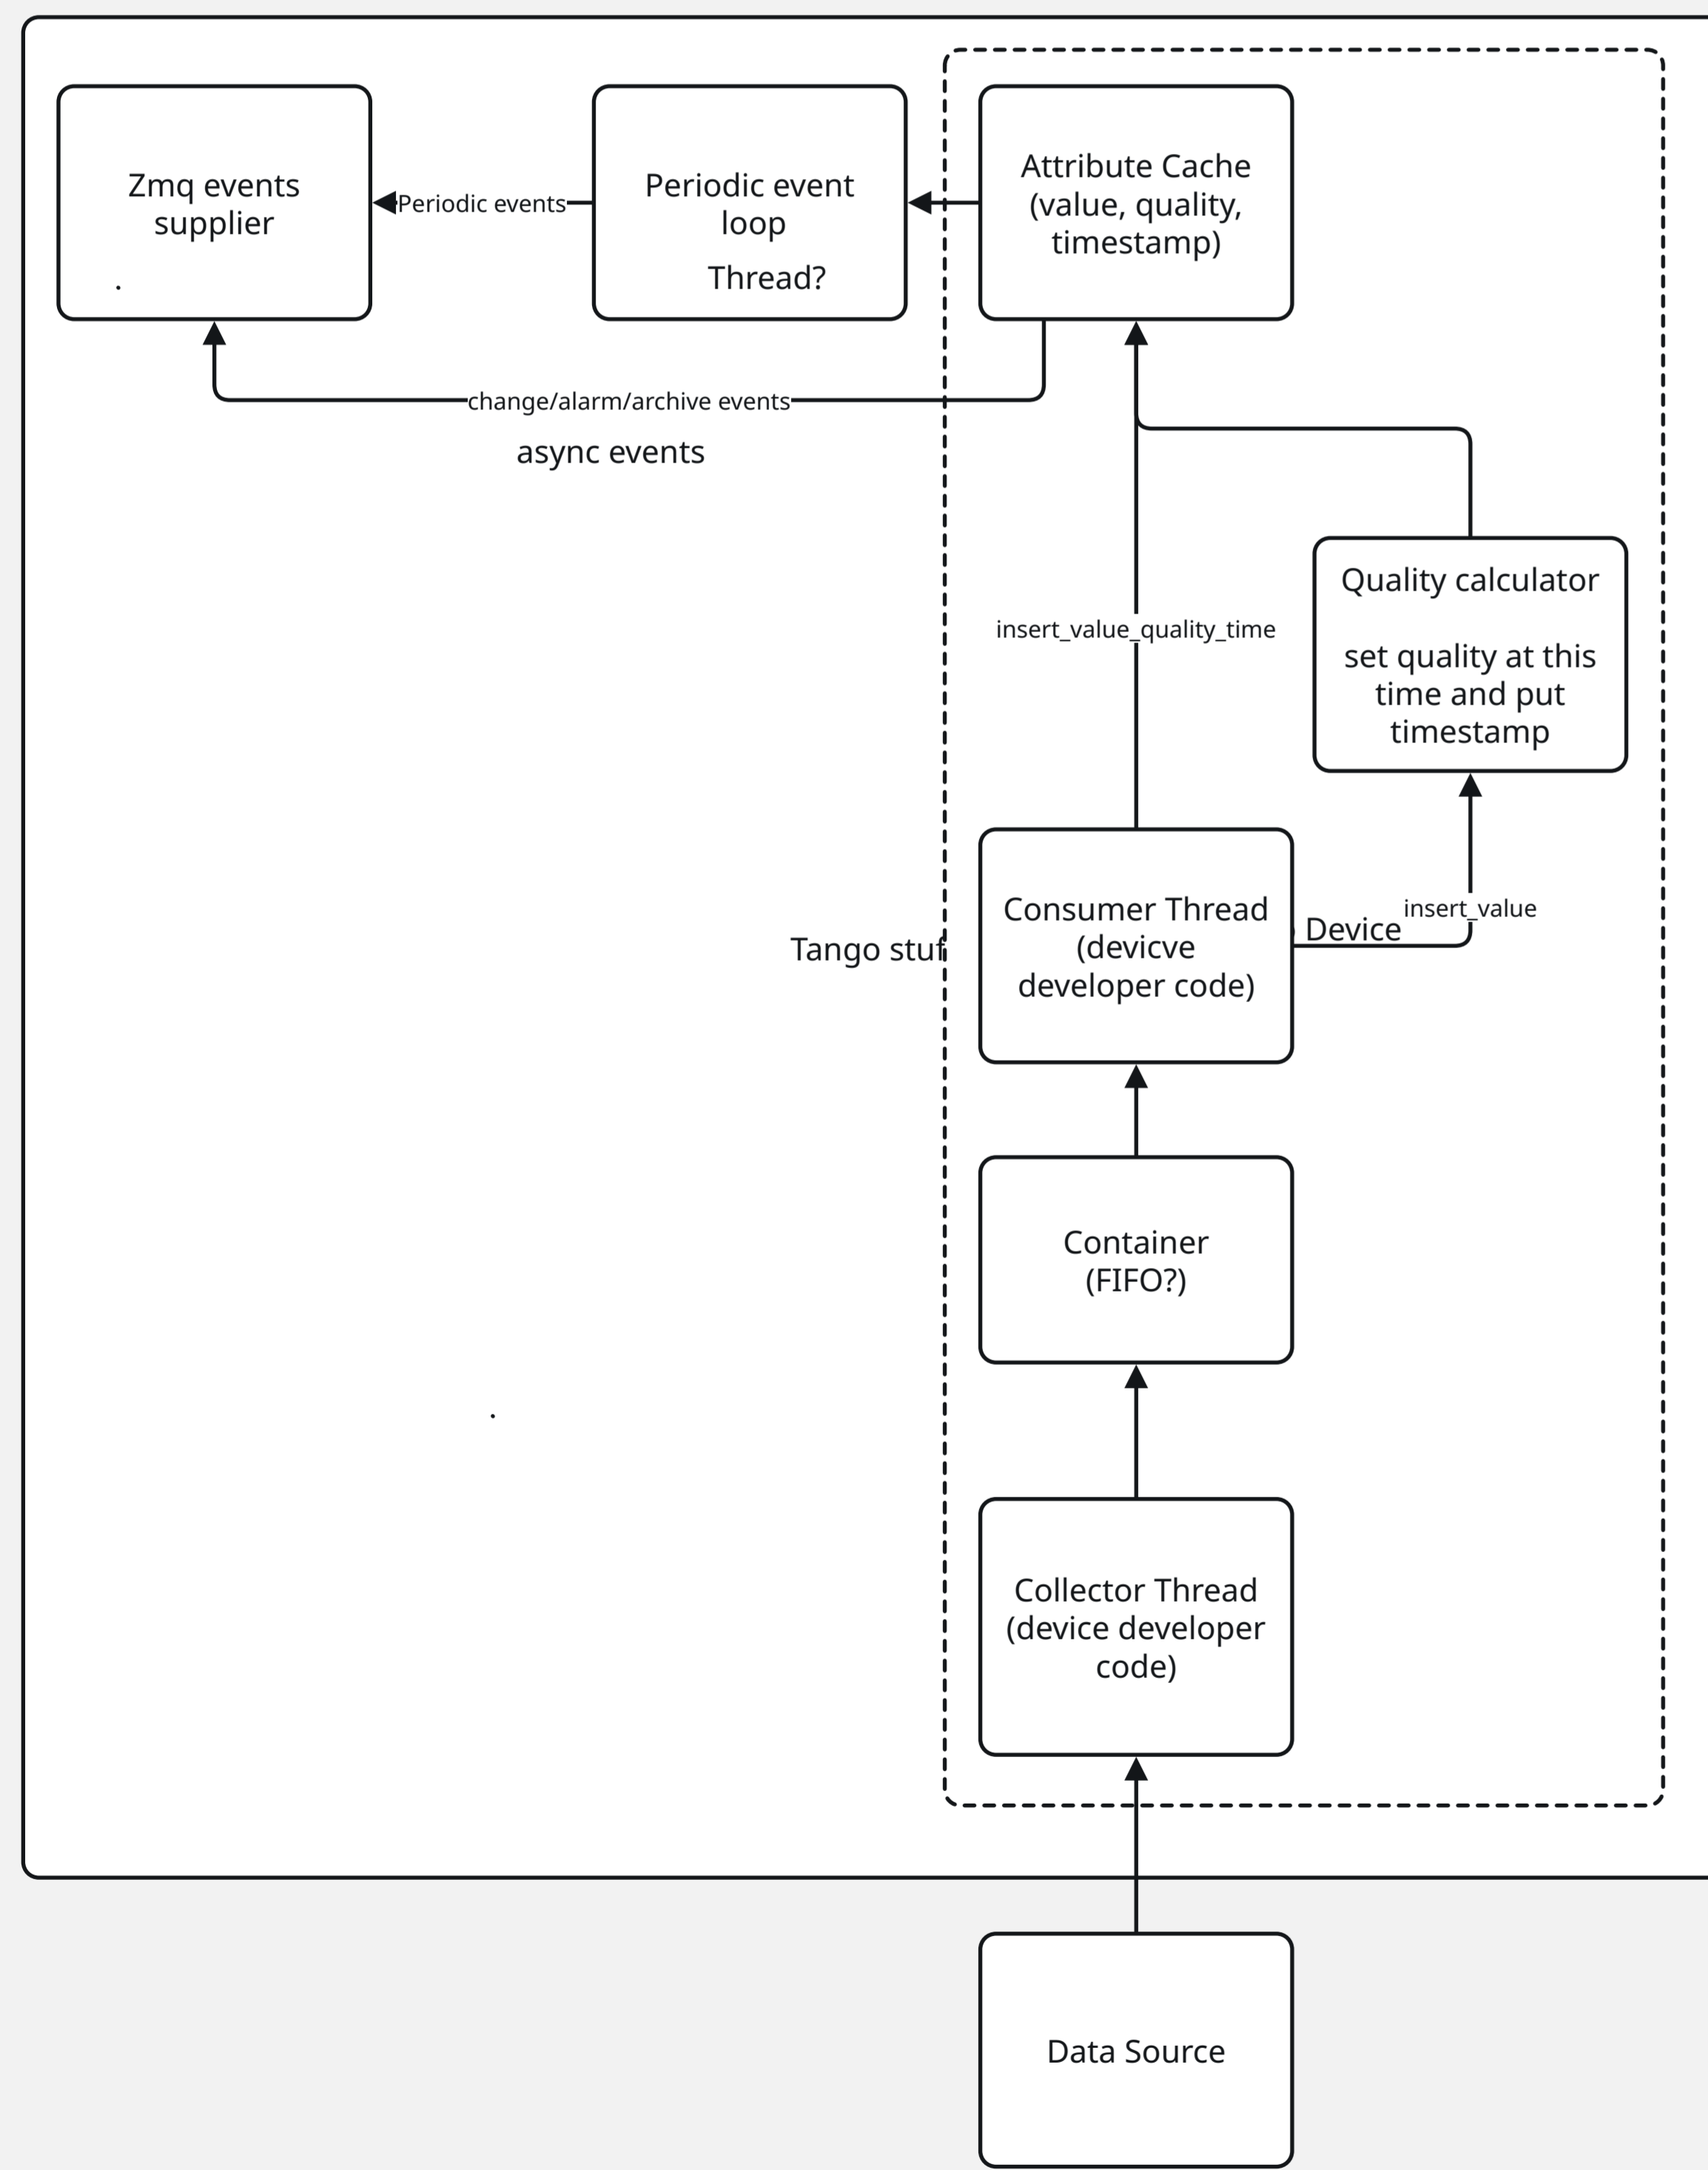 Zmq events
supplier
.
Periodic events
Periodic event
loop
Thread?
Attribute Cache
(value, quality,
timestamp)
change/alarm/archive events
async events
Quality calculator
set quality at this
time and put
timestamp
insert_value_quality_time
Consumer Thread
(devicve
developer code)
Device
insert_value
Tango stuf
Container
(FIFO?)
.
Collector Thread
(device developer
code)
Data Source